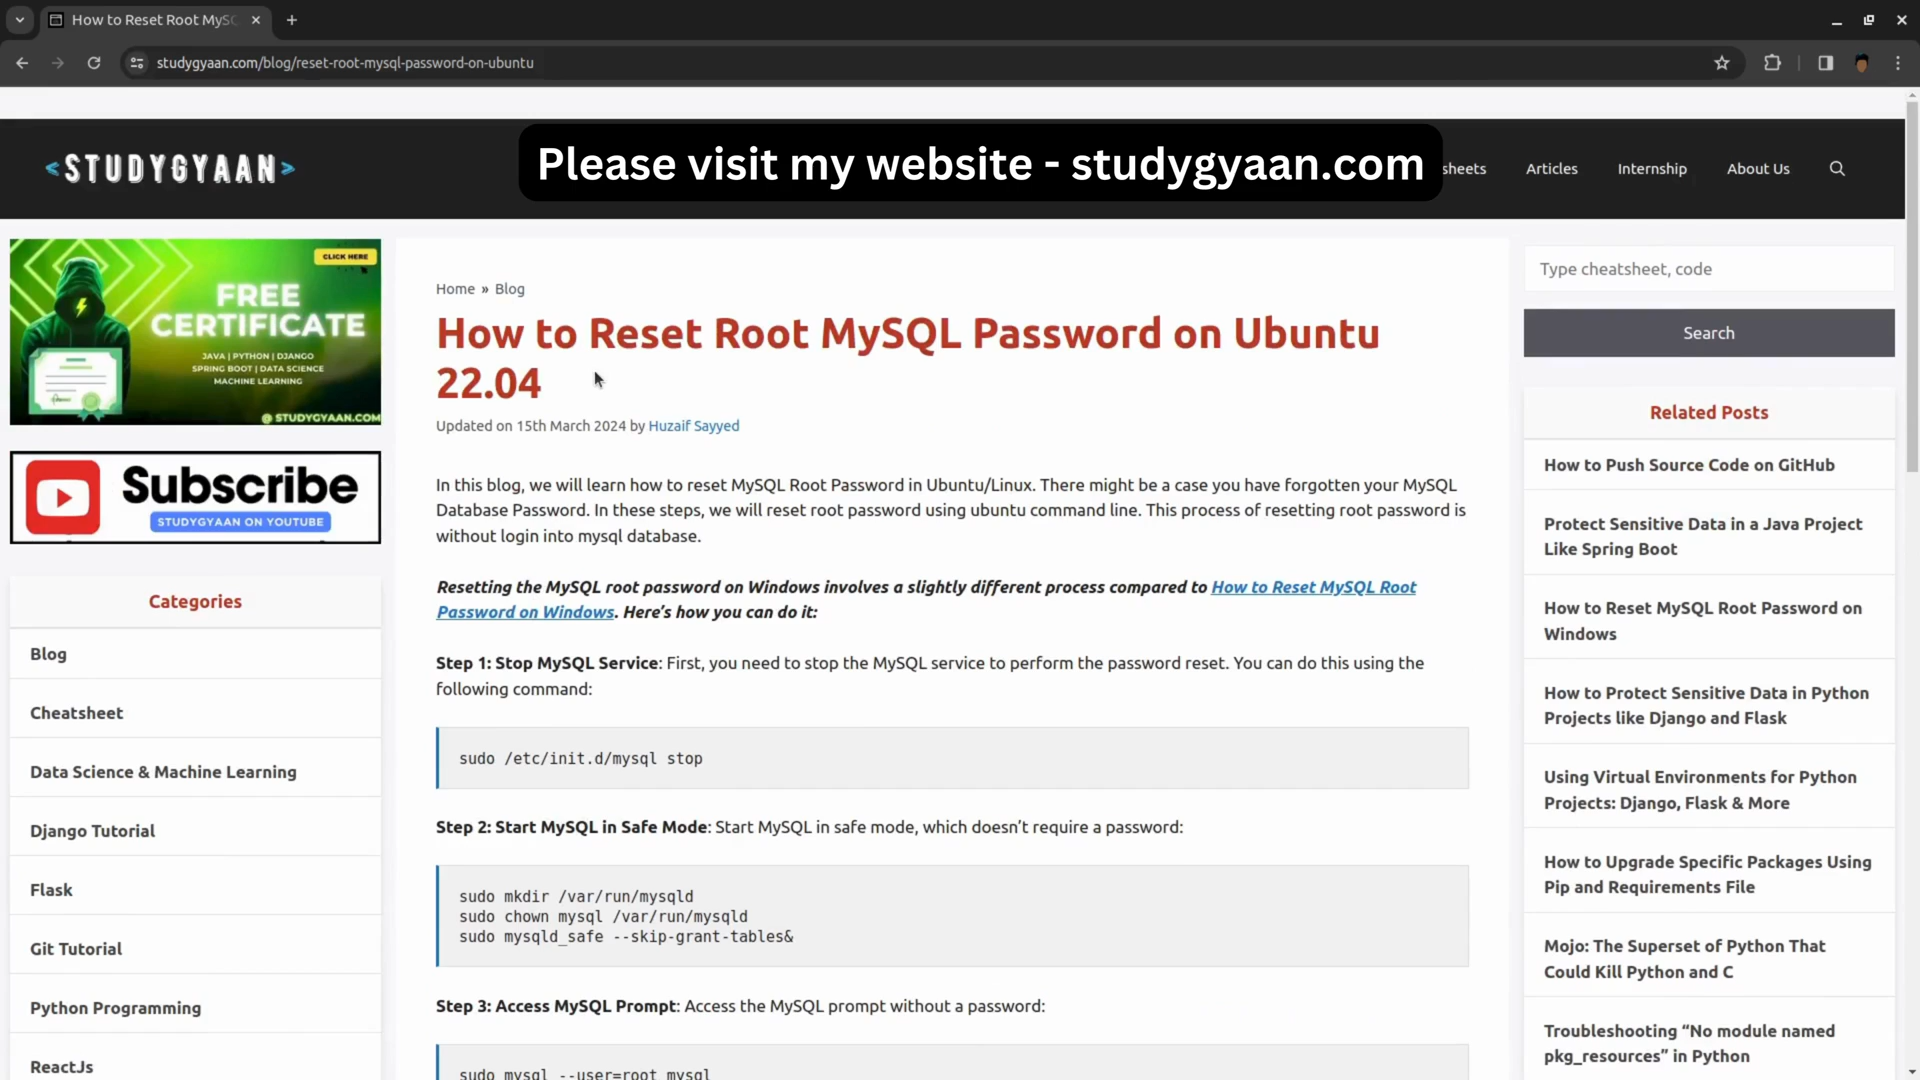 How to Reset Root MySQ
studygyaan.com/blog/reset-root-mysql-password-on-ubuntu
<STUDYGYAAN>
Please visit my website - studygyaan.com
sheets
Articles
Internship
About Us
CLICK HERE
FREE
CERTIFICATE
JAVA | PYTHON | DJANGO
SPRING BOOT | DATA SCIENCE
MACHINE LEARNING
@ STUDYGYAAN.COM
Subscribe
STUDYGYAAN ON YOUTUBE
Categories
Blog
Cheatsheet
Data Science & Machine Learning
Django Tutorial
Flask
Git Tutorial
Python Programming
ReactJs
Home » Blog
How to Reset Root MySQL Password on Ubuntu
22.04
Updated on 15th March 2024 by Huzaif Sayyed
In this blog, we will learn how to reset MySQL Root Password in Ubuntu/Linux. There might be a case you have forgotten your MySQL
Database Password. In these steps, we will reset root password using ubuntu command line. This process of resetting root password is
without login into mysql database.
Resetting the MySQL root password on Windows involves a slightly different process compared to How to Reset MySQL Root
Password on Windows. Here’s how you can do it:
Step 1: Stop MySQL Service: First, you need to stop the MySQL service to perform the password reset. You can do this using the
following command:
sudo /etc/init.d/mysql stop
Step 2: Start MySQL in Safe Mode: Start MySQL in safe mode, which doesn’t require a password:
sudo mkdir /var/run/mysqld
sudo chown mysql /var/run/mysqld
sudo mysqld_safe --skip-grant-tables&
Step 3: Access MySQL Prompt: Access the MySQL prompt without a password:
sudo mysql --user=root mysql
Type cheatsheet, code
Search
Related Posts
How to Push Source Code on GitHub
Protect Sensitive Data in a Java Project
Like Spring Boot
How to Reset MySQL Root Password on
Windows
How to Protect Sensitive Data in Python
Projects like Django and Flask
Using Virtual Environments for Python
Projects: Django, Flask & More
How to Upgrade Specific Packages Using
Pip and Requirements File
Mojo: The Superset of Python That
Could Kill Python and C
Troubleshooting “No module named
pkg_resources” in Python